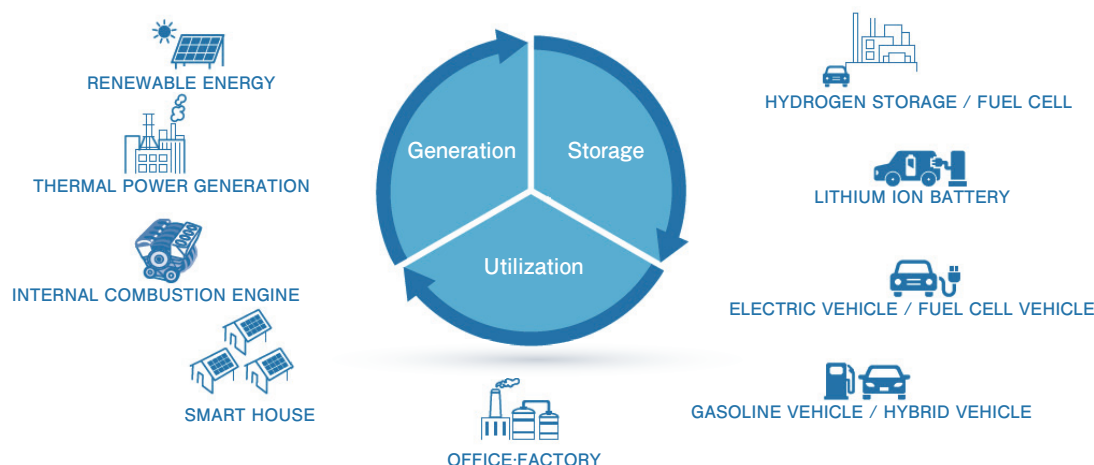 RENEWABLE ENERGY
THERMAL POWER GENERATION
INTERNAL COMBUSTION ENGINE
SMART HOUSE
Generation
Storage
Utilization
OFFICE·FACTORY
HYDROGEN STORAGE / FUEL CELL
LITHIUM ION BATTERY
ELECTRIC VEHICLE / FUEL CELL VEHICLE
GASOLINE VEHICLE / HYBRID VEHICLE